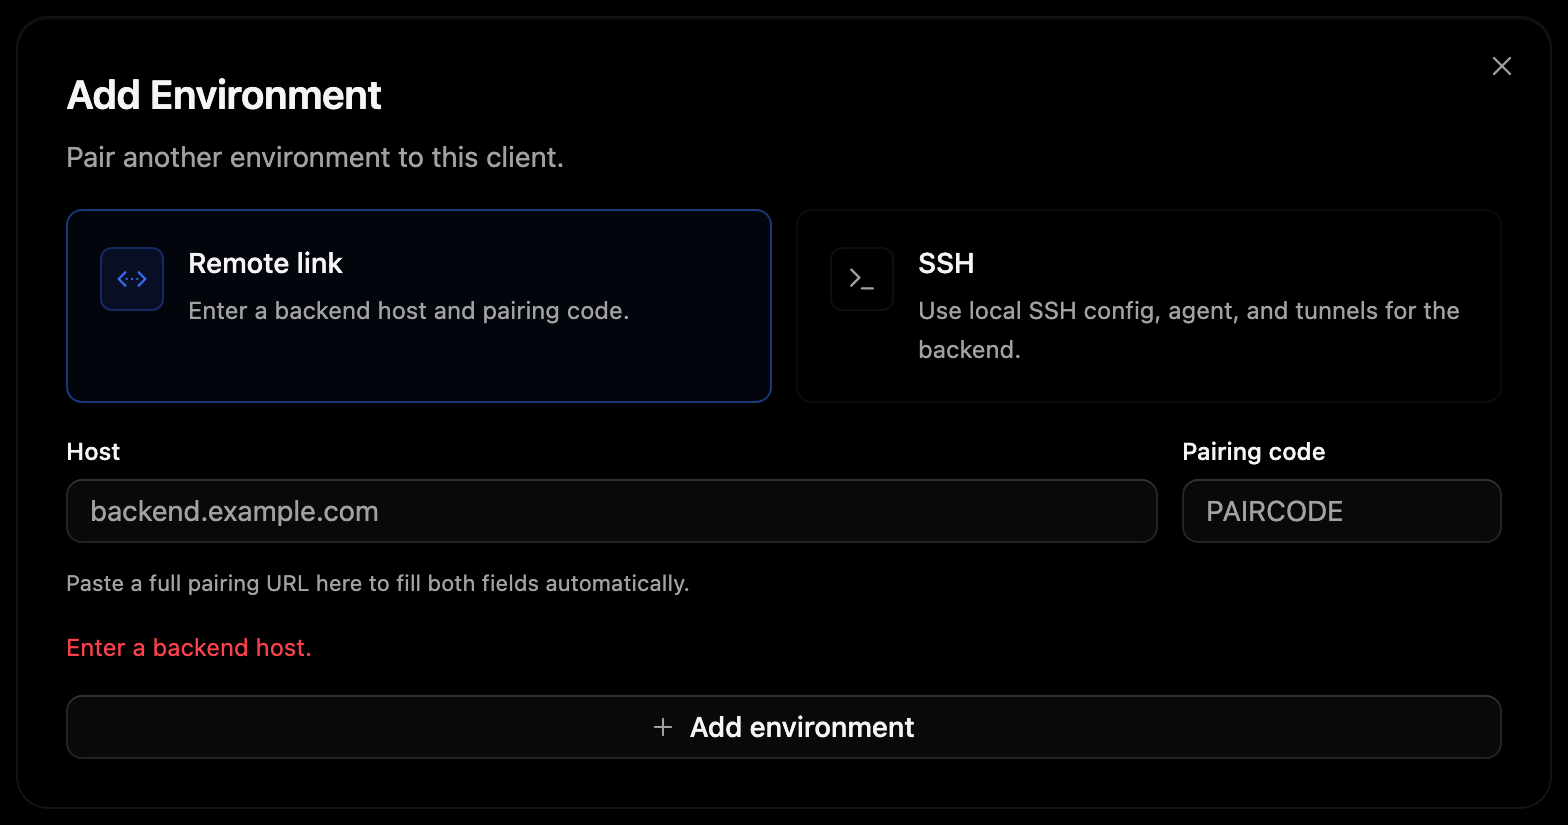 Add Environment
Pair another environment to this client.
Remote link
Enter a backend host and pairing code.
SSH
Use local SSH config, agent, and tunnels for the
backend.
Host
Pairing code
backend.example.com
PAIRCODE
Paste a full pairing URL here to fill both fields automatically.
Enter a backend host.
Add environment